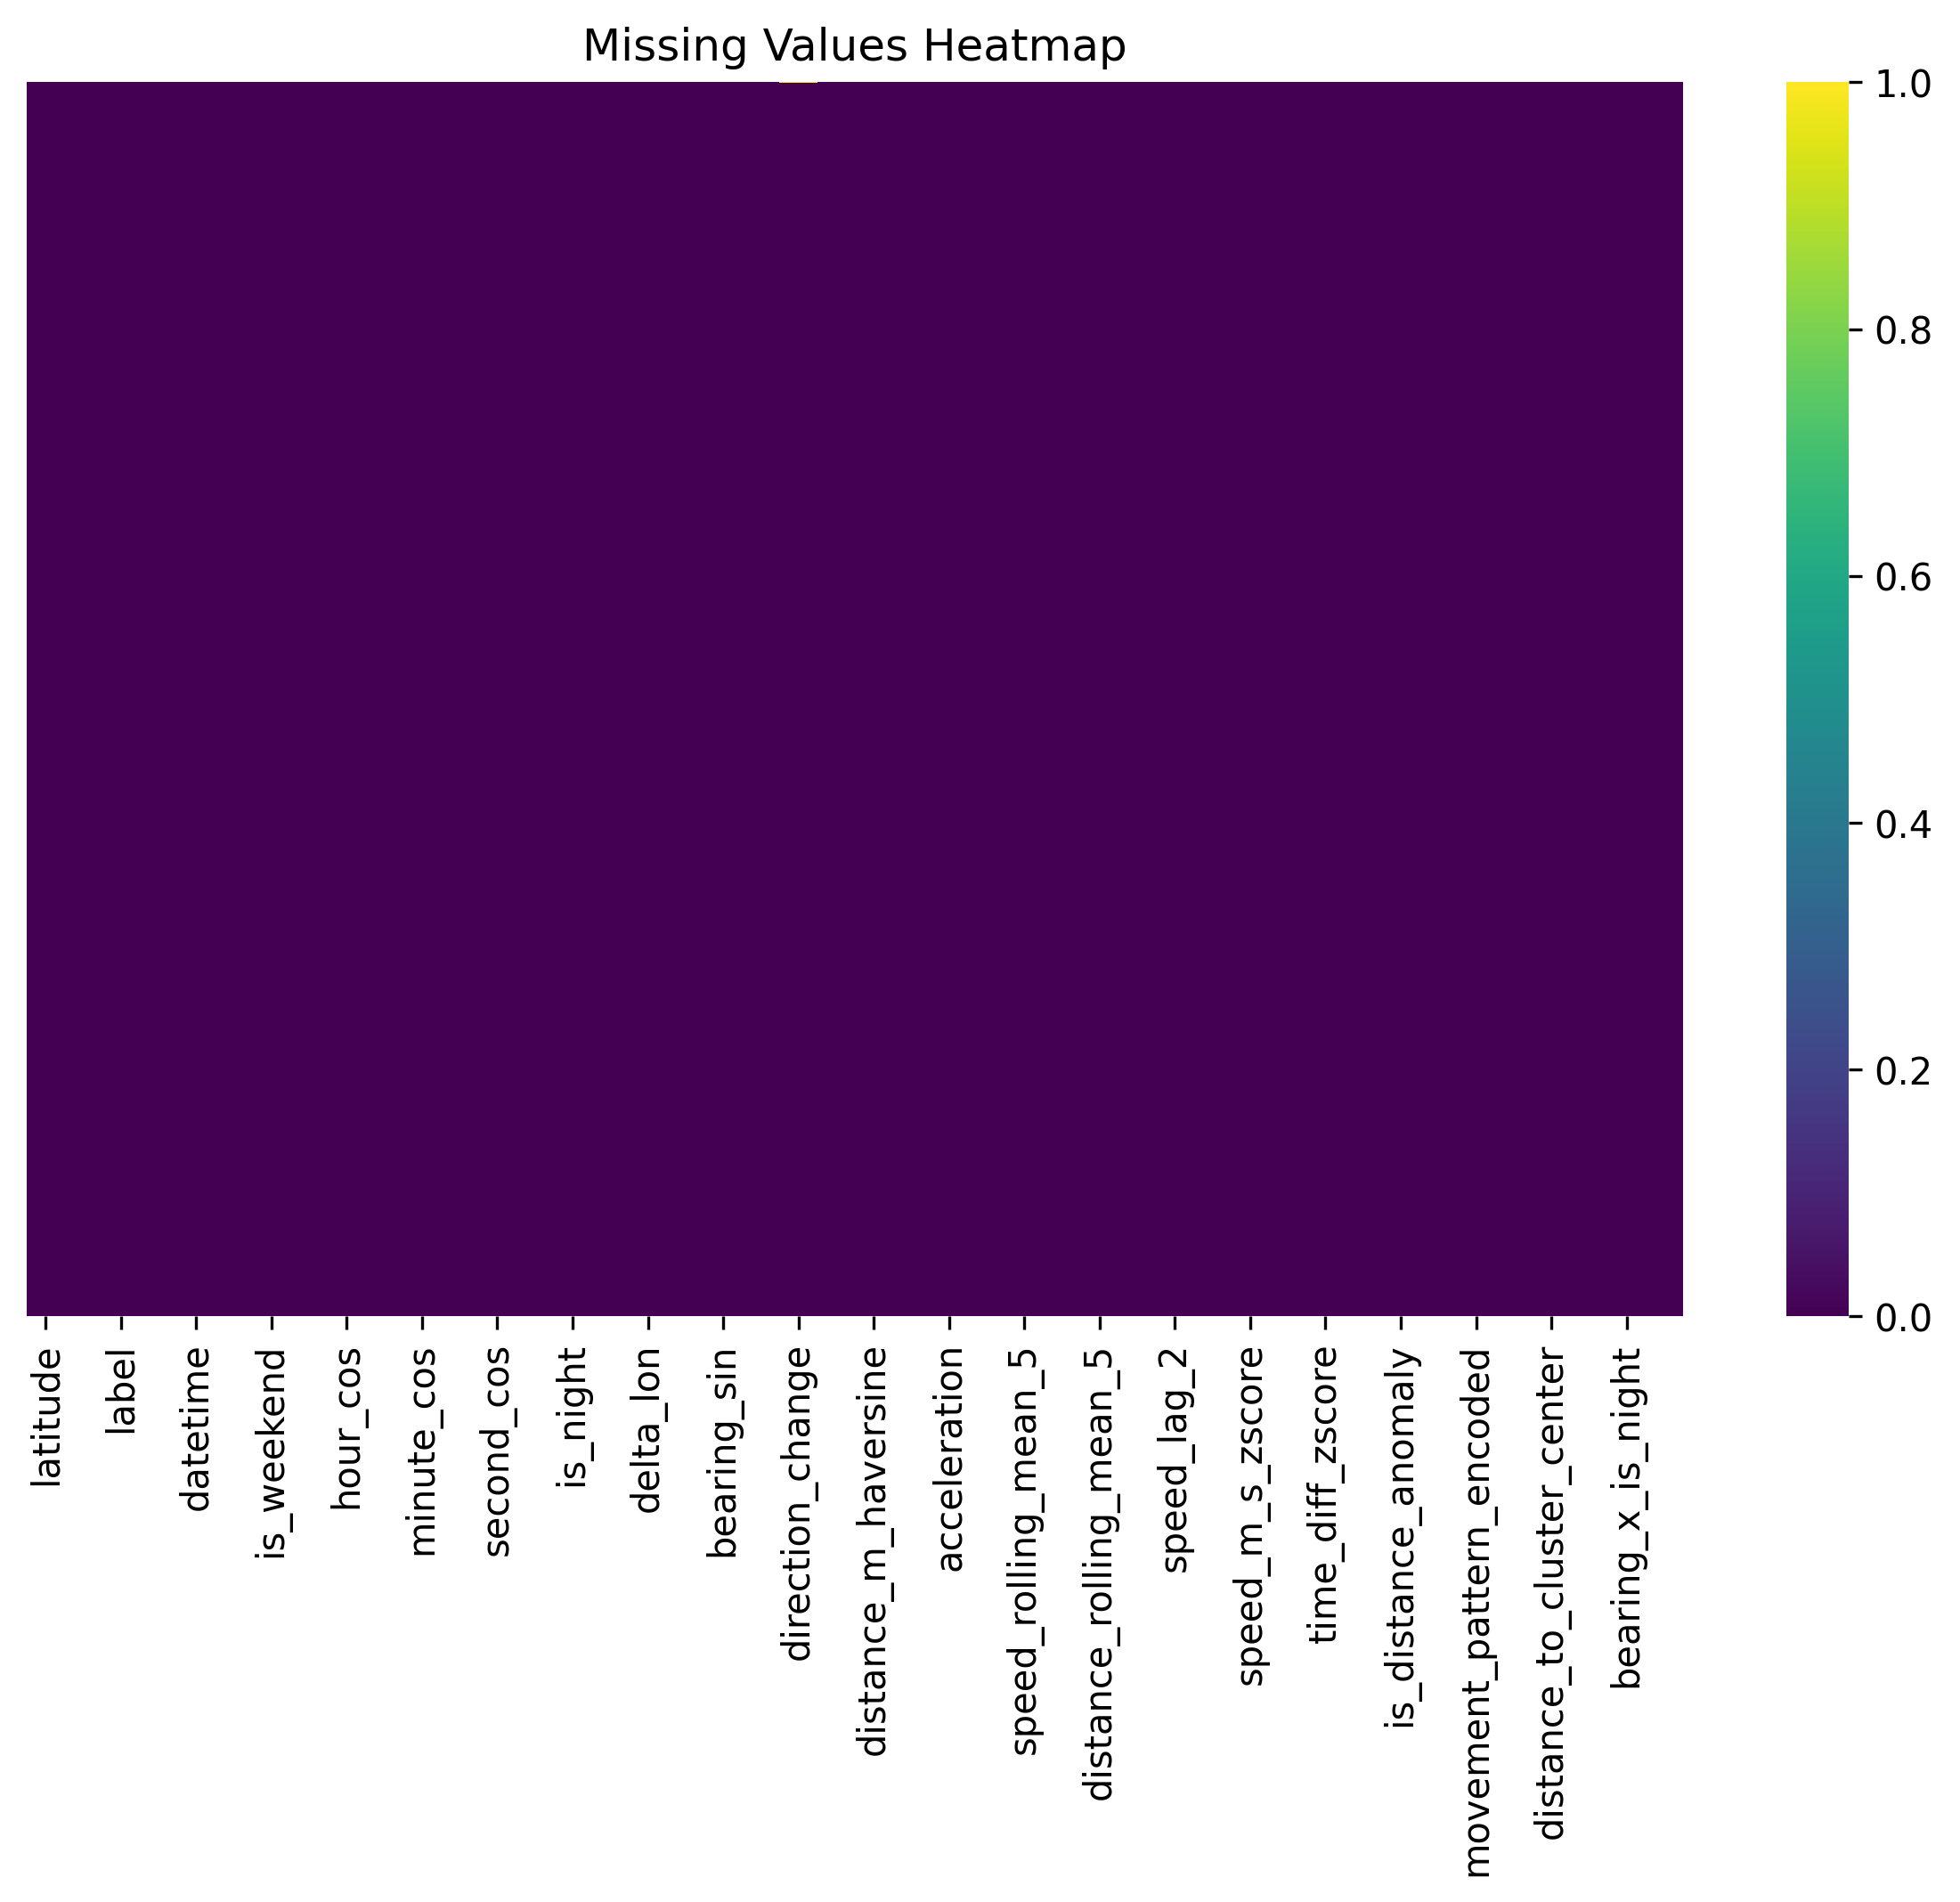 Missing Values Heatmap
1.0
0.8
0.6
0.4
0.2
0.0
latitude
label
datetime
is_weekend
hour_cos
minute_cos
second_cos
is_night
delta_lon
bearing_sin
direction_change
distance_m_haversine
acceleration
speed_rolling_mean_5
distance_rolling_mean_5
speed_lag_2
speed_m_s_zscore
time_diff_zscore
is_distance_anomaly
movement_pattern_encoded
distance_to_cluster_center
bearing_x_is_night